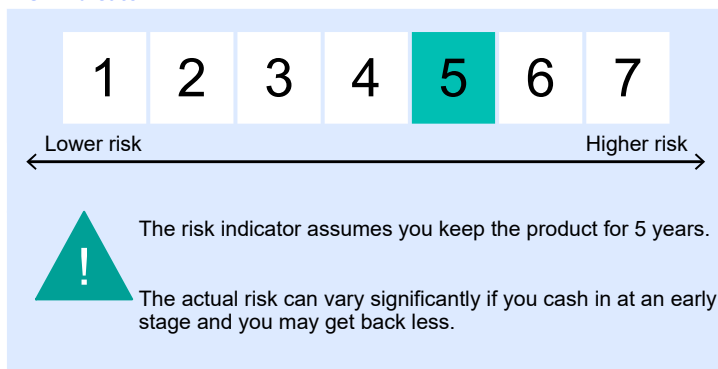 1 2 3 4 5 6 7
Lower risk Higher risk
! The risk indicator assumes you keep the product for 5 years.
The actual risk can vary significantly if you cash in at an early
stage and you may get back less.